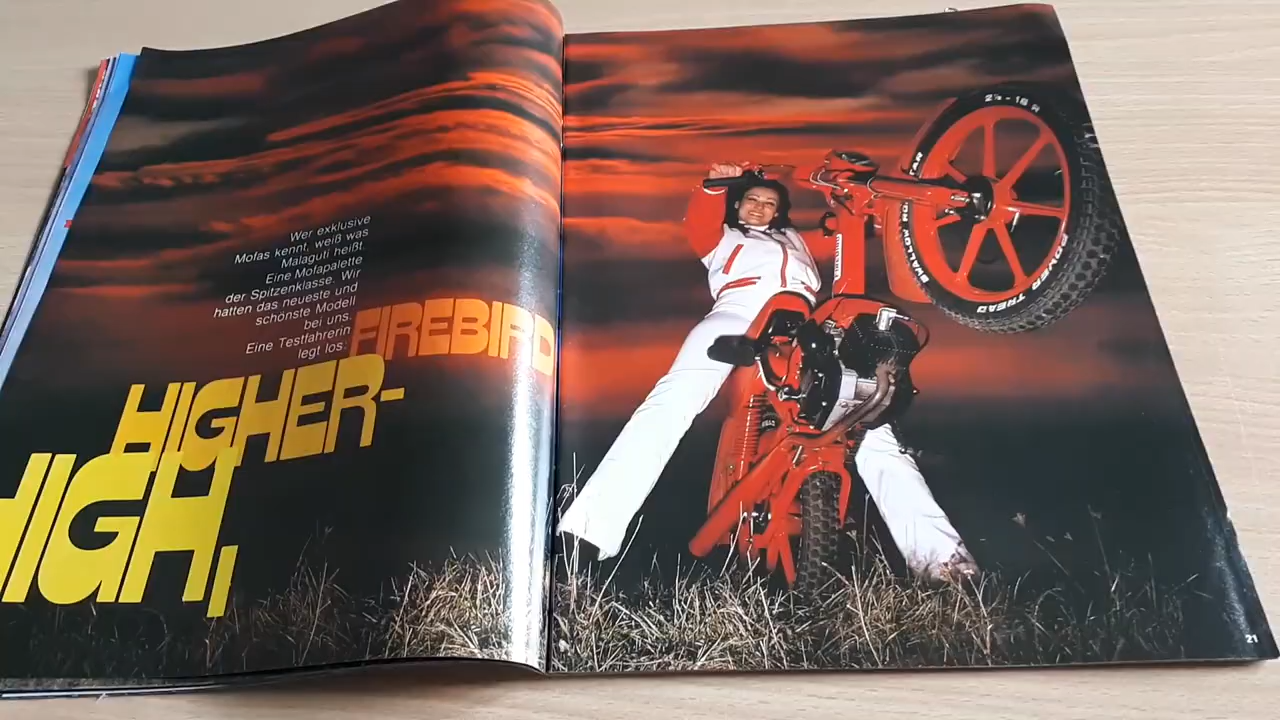 Wer exklusive
Mofas kennt, weiß was
Malaguti heißt.
Eine Mofapalette
der Spitzenklasse. Wir
hatten das neueste und
schönste Modell
bei uns.
Eine Testfahrerin
legt los:
FIREBIRD
HIGHER-
HIGH,
2¼ - 16 R
SWALLOW
POWER TREAD
21